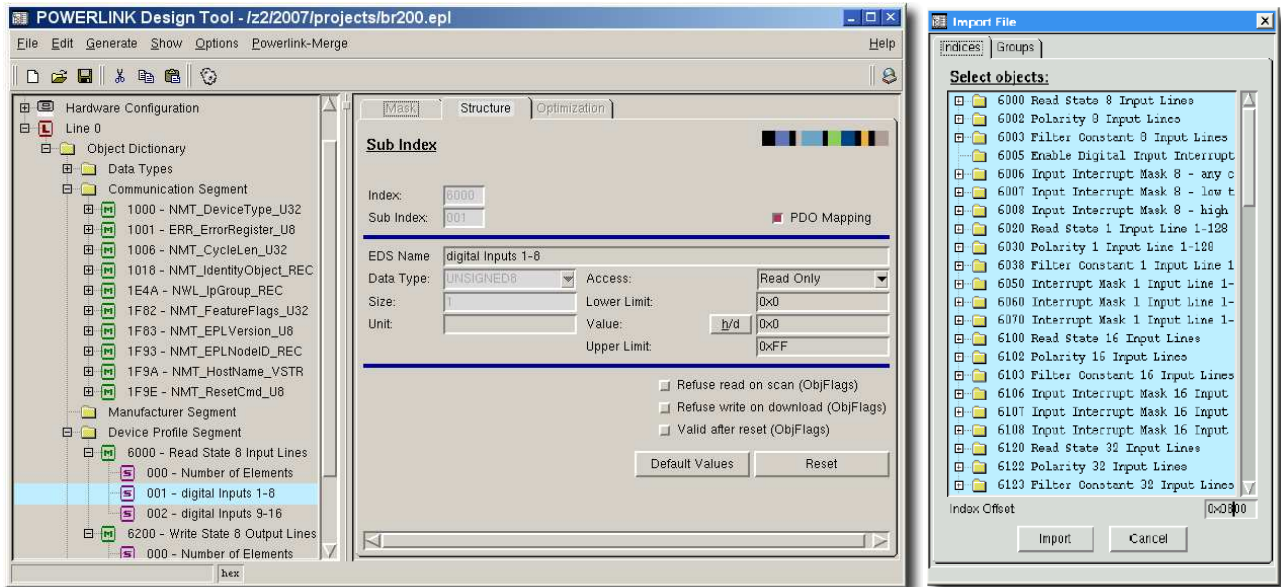 POWERLINK Design Tool - /z2/2007/projects/br200.epl
File Edit Generate Show Options Powerlink-Merge Help
Hardware Configuration
Line 0
Object Dictionary
Data Types
Communication Segment
1000 - NMT_DeviceType_U32
1001 - ERR_ErrorRegister_U8
1006 - NMT_CycleLen_U32
1018 - NMT_IdentityObject_REC
1E4A - NWL_IpGroup_REC
1F82 - NMT_FeatureFlags_U32
1F83 - NMT_EPLVersion_U8
1F93 - NMT_EPLNodeID_REC
1F9A - NMT_HostName_VSTR
1F9E - NMT_ResetCmd_U8
Manufacturer Segment
Device Profile Segment
6000 - Read State 8 Input Lines
000 - Number of Elements
001 - digital Inputs 1-8
002 - digital Inputs 9-16
6200 - Write State 8 Output Lines
000 - Number of Elements
hex
Mask Structure Optimization
Sub Index
Index: 6000
Sub Index: 001 PDO Mapping
EDS Name digital Inputs 1-8
Data Type: UNSIGNED8 Access: Read Only
Size: 1 Lower Limit: 0x0
Unit: Value: h/d 0x0
Upper Limit: 0xFF
Refuse read on scan (ObjFlags)
Refuse write on download (ObjFlags)
Valid after reset (ObjFlags)
Default Values Reset
Import File
Indices Groups
Select objects:
6000 Read State 8 Input Lines
6002 Polarity 8 Input Lines
6003 Filter Constant 8 Input Lines
6005 Enable Digital Input Interrupt
6006 Input Interrupt Mask 8 - any c
6007 Input Interrupt Mask 8 - low t
6008 Input Interrupt Mask 8 - high
6020 Read State 1 Input Line 1-128
6030 Polarity 1 Input Line 1-128
6038 Filter Constant 1 Input Line 1
6050 Interrupt Mask 1 Input Line 1-
6060 Interrupt Mask 1 Input Line 1-
6070 Interrupt Mask 1 Input Line 1-
6100 Read State 16 Input Lines
6102 Polarity 16 Input Lines
6103 Filter Constant 16 Input Lines
6106 Input Interrupt Mask 16 Input
6107 Input Interrupt Mask 16 Input
6108 Input Interrupt Mask 16 Input
6120 Read State 32 Input Lines
6122 Polarity 32 Input Lines
6123 Filter Constant 32 Input Lines
Index Offset
Import Cancel